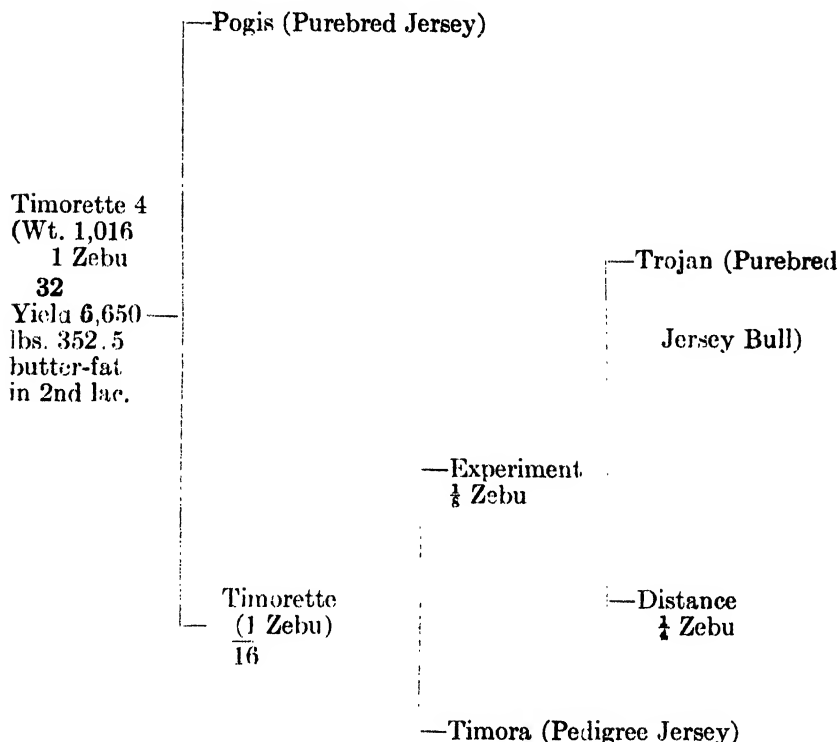 —Pogis (Purebred Jersey)
Timorette 4
(Wt. 1,016
1 Zebu
32
Yield 6,650 —
lbs. 352.5
butter-fat
in 2nd lac.
—Trojan (Purebred
Jersey Bull)
—Experiment
⅛ Zebu
Timorette
(1 Zebu)
16
—Distance
¼ Zebu
—Timora (Pedigree Jersey)